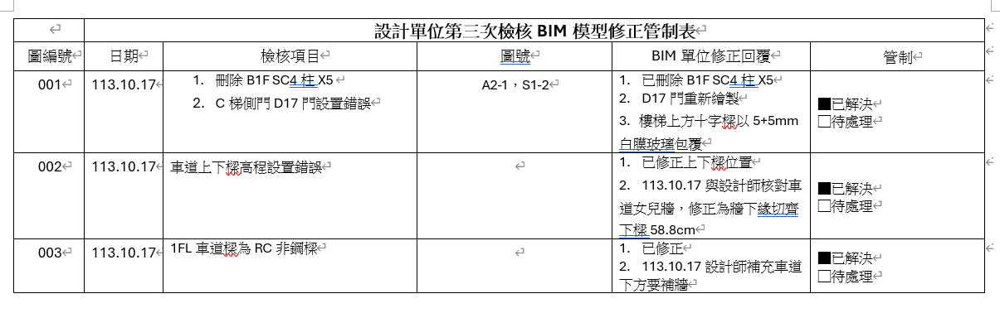 設計單位第三次檢核 BIM 模型修正管制表
圖編號 日期 檢核項目 圖號 BIM 單位修正回覆 管制
001 113.10.17
1. 刪除 B1F SC4 柱 X5
2. C 梯側門 D17 門設置錯誤
A2-1，S1-2
1. 已刪除 B1F SC4 柱 X5
2. D17 門重新繪製
3. 樓梯上方十字樑以 5+5mm
白膜玻璃包覆
■已解決
□待處理
002 113.10.17 車道上下樑高程設置錯誤
1. 已修正上下樑位置
2. 113.10.17 與設計師核對車
道女兒牆，修正為牆下緣切齊
下樑 58.8cm
■已解決
□待處理
003 113.10.17 1FL 車道樑為 RC 非鋼樑
1. 已修正
2. 113.10.17 設計師補充車道
下方要補牆
■已解決
□待處理